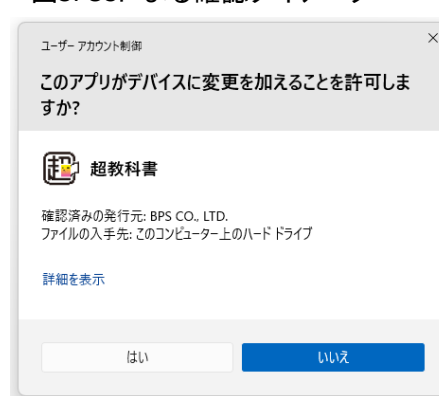 ユーザー アカウント制御
×
このアプリがデバイスに変更を加えることを許可しま
すか?
超教科書
確認済みの発行元: BPS CO., LTD.
ファイルの入手先: このコンピューター上のハード ドライブ
詳細を表示
はい
いいえ